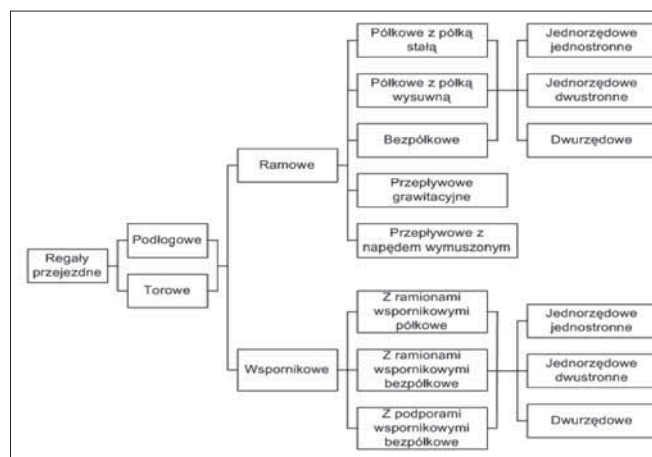 Regały
przejezdne
Podłogowe
Torowe
Ramowe
Półkowe z półką
stałą
Półkowe z półką
wysuwną
Bezpółkowe
Przepływowe
grawitacyjne
Przepływowe z
napędem wymuszonym
Jednorzędowe
jednostronne
Jednorzędowe
dwustronne
Dwurzędowe
Wspornikowe
Z ramionami
wspornikowymi
półkowe
Z ramionami
wspornikowymi
bezpółkowe
Z podporami
wspornikowymi
bezpółkowe
Jednorzędowe
jednostronne
Jednorzędowe
dwustronne
Dwurzędowe